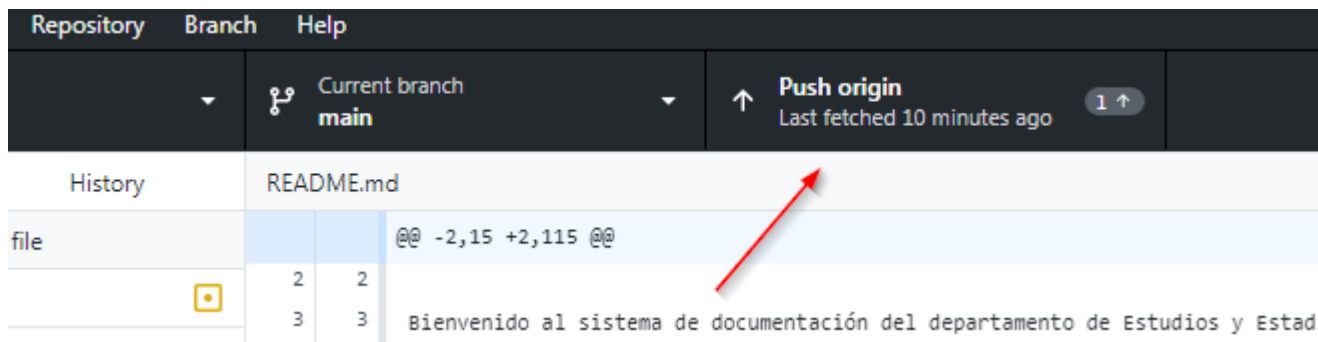 Repository Branch Help
Current branch
main
Push origin
Last fetched 10 minutes ago
1
History
README.md
file
@@ -2,15 +2,115 @@
2 2
3 3 Bienvenido al sistema de documentación del departamento de Estudios y Estad